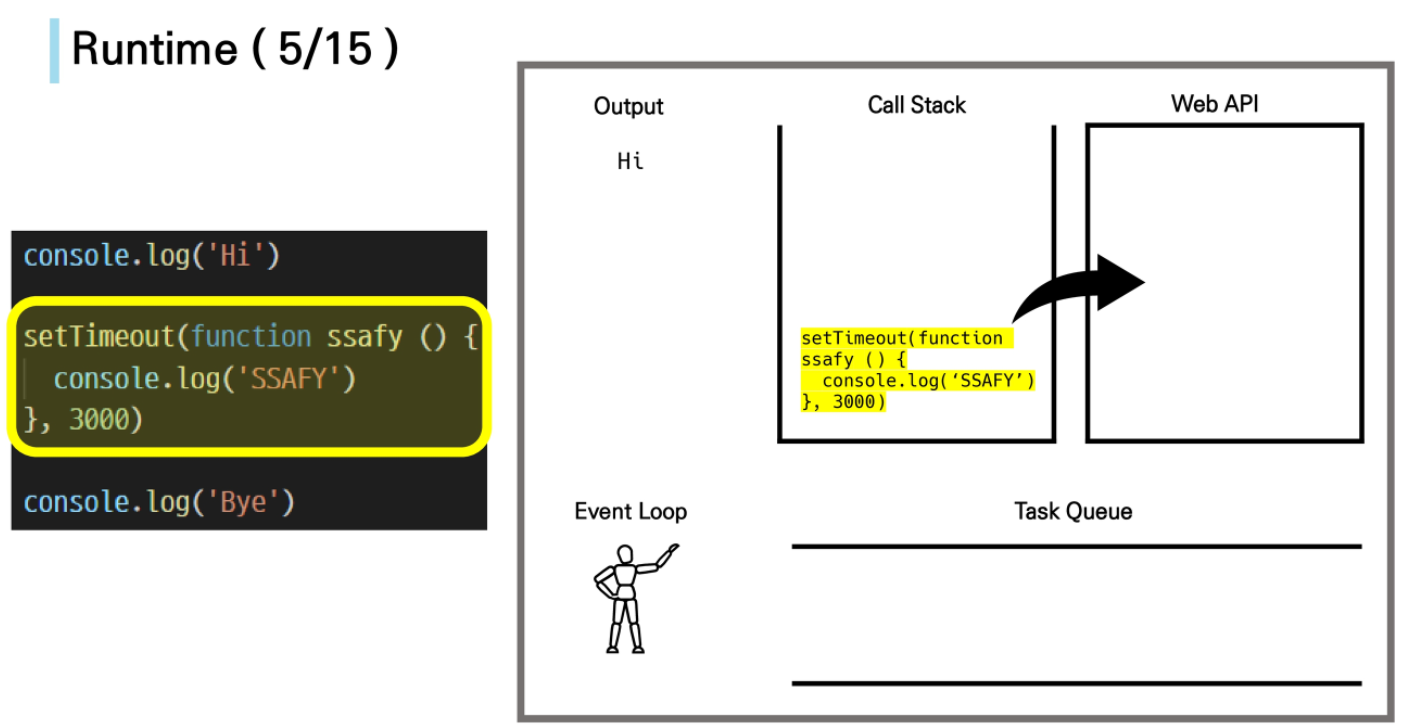 Runtime ( 5/15 )
console.log('Hi')
setTimeout(function ssafy () {
  console.log('SSAFY')
}, 3000)
console.log('Bye')
Output
Hi
Call Stack
setTimeout(function
ssafy () {
  console.log(‘SSAFY’)
}, 3000)
Web API
Event Loop
Task Queue